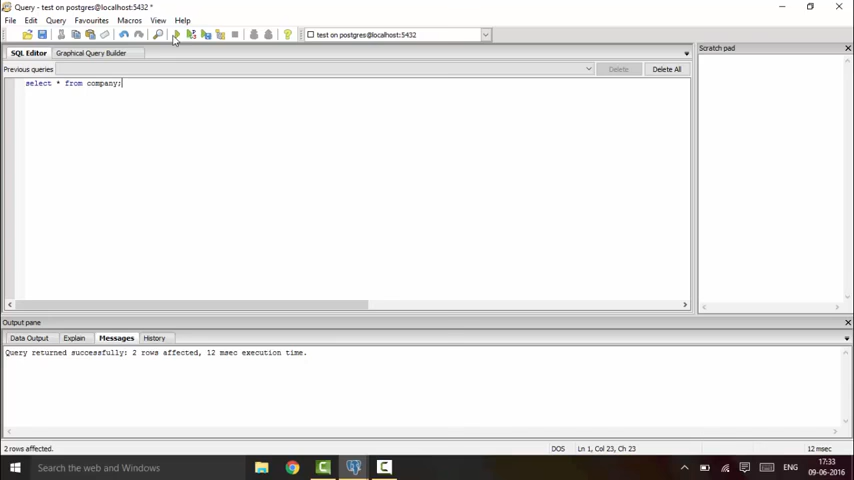 Query - test on postgres@localhost:5432 *
File Edit Query Favourites Macros View Help
test on postgres@localhost:5432
SQL Editor Graphical Query Builder
Scratch pad
Previous queries Delete Delete All
select * from company;
Output pane
Data Output Explain Messages History
Query returned successfully: 2 rows affected, 12 msec execution time.
2 rows affected. DOS Ln 1, Col 23, Ch 23 12 msec
Search the web and Windows
ENG
17:33
09-06-2016